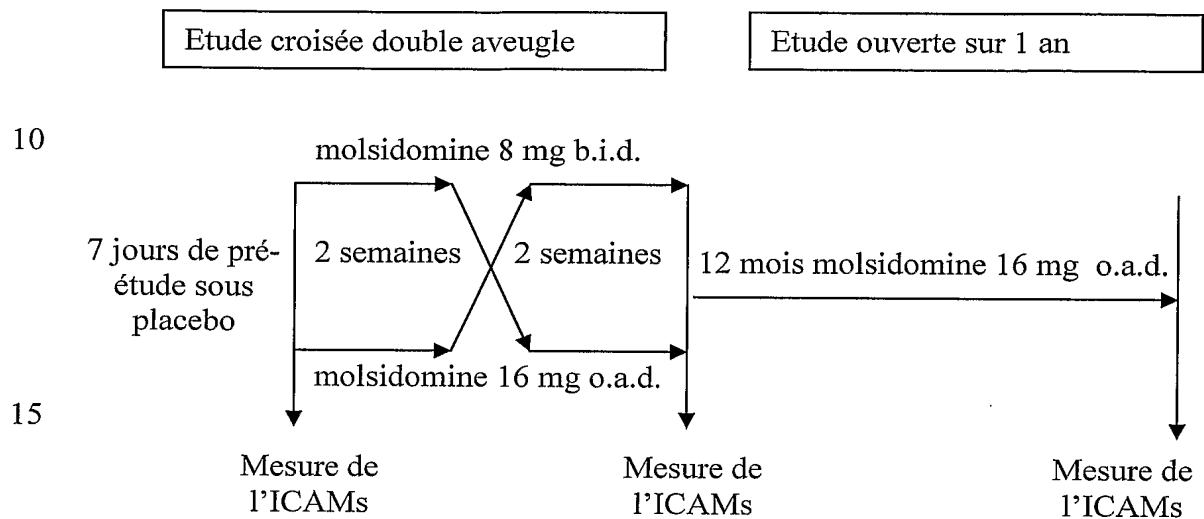 Etude croisée double aveugle
Etude ouverte sur 1 an
10
molsidomine 8 mg b.i.d.
7 jours de pré-
étude sous
placebo
2 semaines
2 semaines
12 mois molsidomine 16 mg o.a.d.
molsidomine 16 mg o.a.d.
15
Mesure de
l'ICAMs
Mesure de
l'ICAMs
Mesure de
l'ICAMs